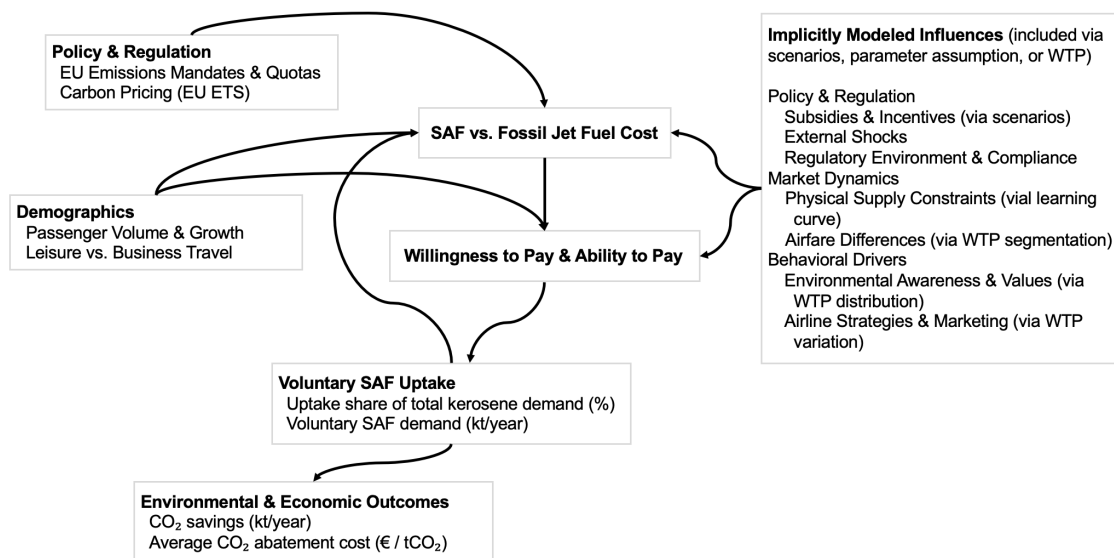 Policy & Regulation
EU Emissions Mandates & Quotas
Carbon Pricing (EU ETS)
SAF vs. Fossil Jet Fuel Cost
Demographics
Passenger Volume & Growth
Leisure vs. Business Travel
Willingness to Pay & Ability to Pay
Voluntary SAF Uptake
Uptake share of total kerosene demand (%)
Voluntary SAF demand (kt/year)
Environmental & Economic Outcomes
CO₂ savings (kt/year)
Average CO₂ abatement cost (€ / tCO₂)
Implicitly Modeled Influences (included via
scenarios, parameter assumption, or WTP)
Policy & Regulation
Subsidies & Incentives (via scenarios)
External Shocks
Regulatory Environment & Compliance
Market Dynamics
Physical Supply Constraints (vial learning
curve)
Airfare Differences (via WTP segmentation)
Behavioral Drivers
Environmental Awareness & Values (via
WTP distribution)
Airline Strategies & Marketing (via WTP
variation)